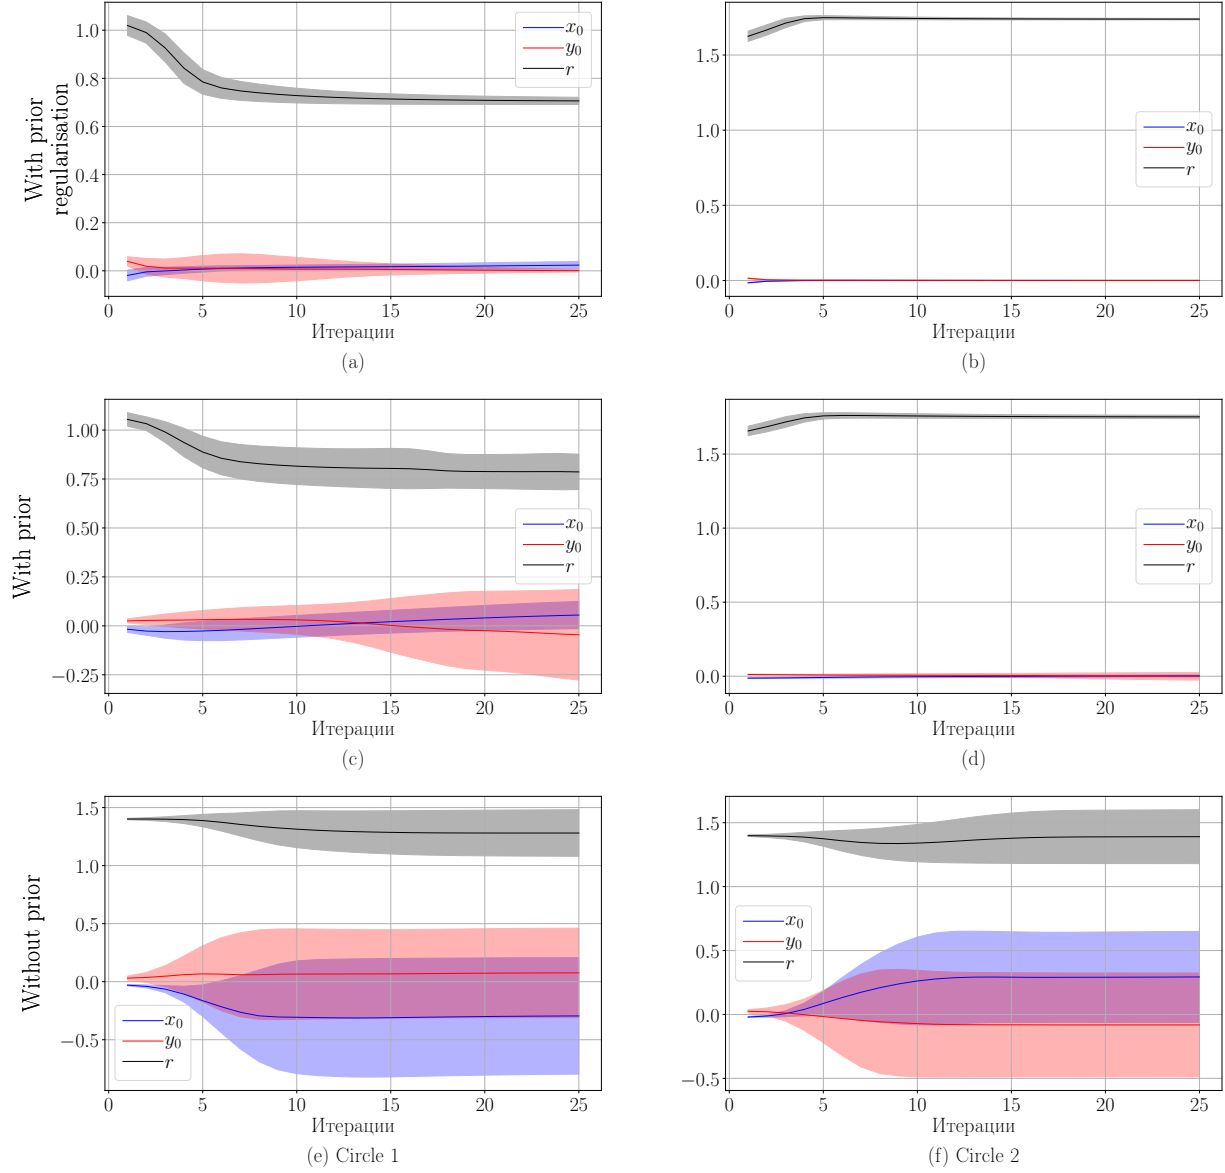 With prior
regularisation
1.0
0.8
0.6
0.4
0.2
0.0
x₀
y₀
r
0 5 10 15 20 25
Итерации
(a)
1.5
1.0
0.5
0.0
x₀
y₀
r
0 5 10 15 20 25
Итерации
(b)
With prior
1.00
0.75
0.50
0.25
0.00
−0.25
x₀
y₀
r
0 5 10 15 20 25
Итерации
(c)
1.5
1.0
0.5
0.0
x₀
y₀
r
0 5 10 15 20 25
Итерации
(d)
Without prior
1.5
1.0
0.5
0.0
−0.5
x₀
y₀
r
0 5 10 15 20 25
Итерации
(e) Circle 1
1.5
1.0
0.5
0.0
−0.5
x₀
y₀
r
0 5 10 15 20 25
Итерации
(f) Circle 2